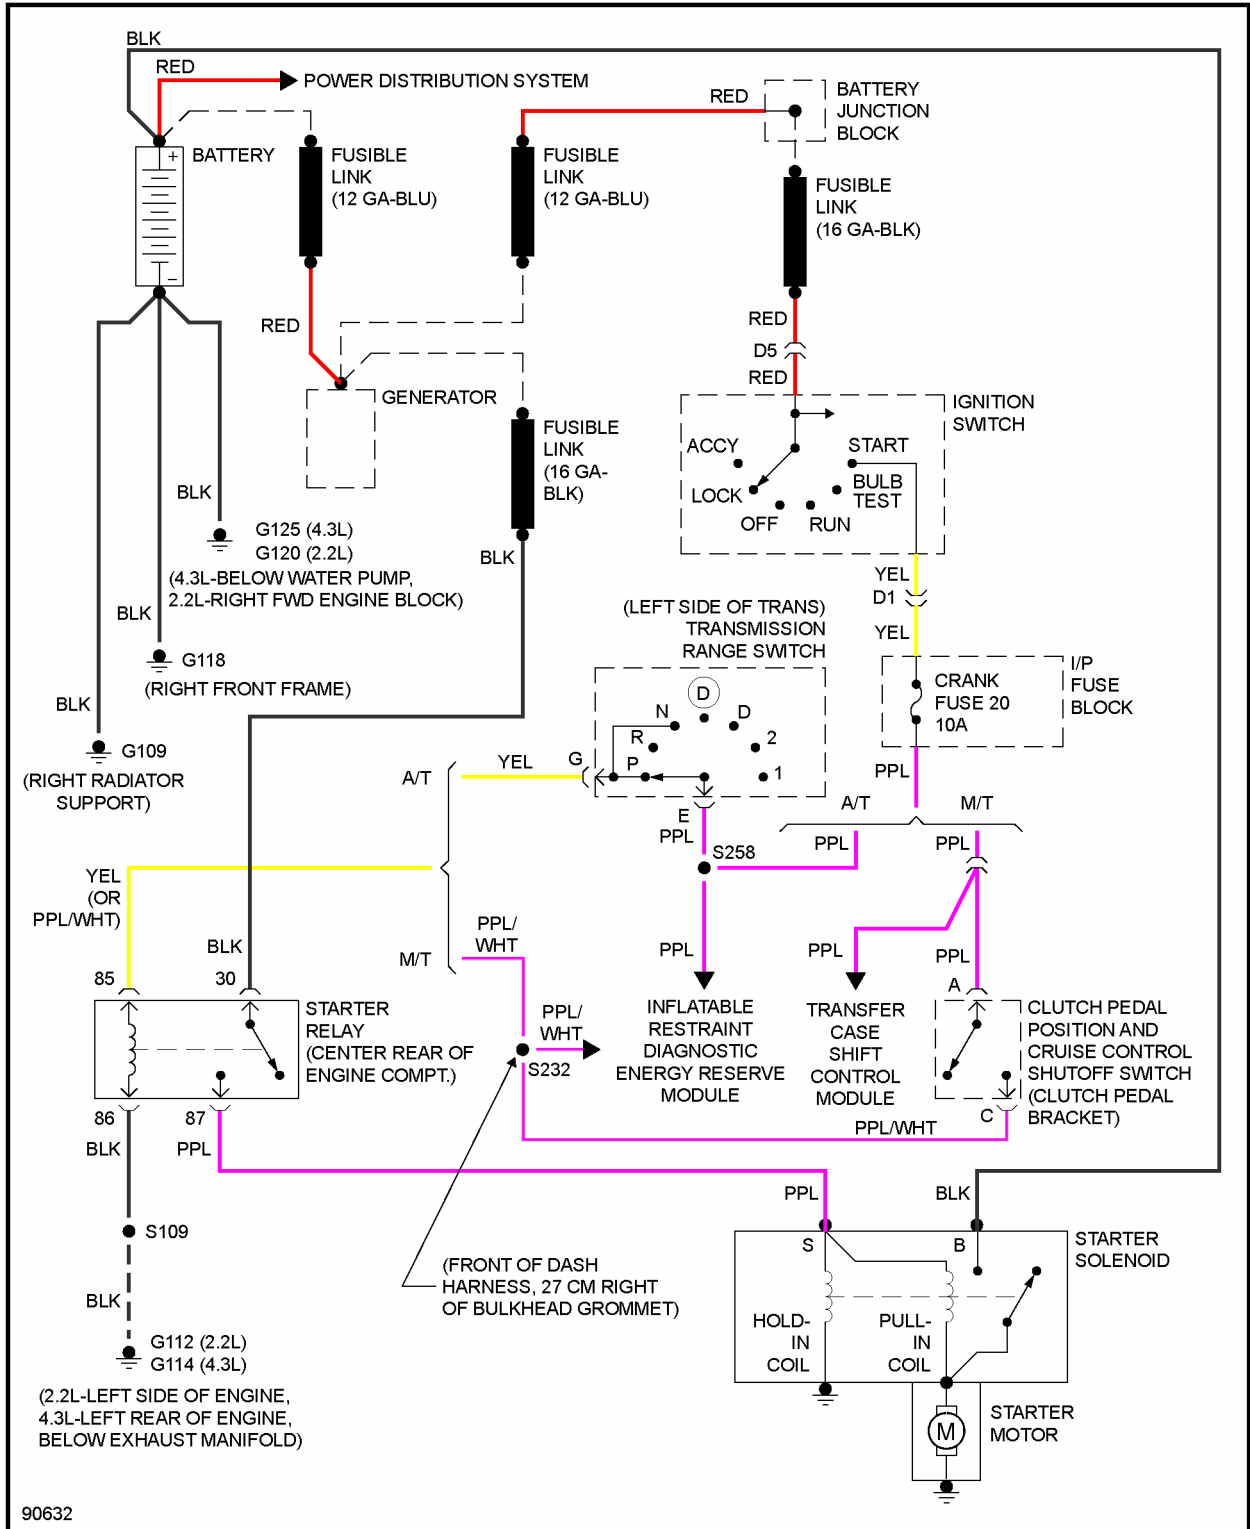 BLK
RED
POWER DISTRIBUTION SYSTEM
RED
BATTERY
JUNCTION
BLOCK
+
BATTERY
−
FUSIBLE
LINK
(12 GA-BLU)
FUSIBLE
LINK
(12 GA-BLU)
FUSIBLE
LINK
(16 GA-BLK)
RED
RED
D5
RED
GENERATOR
FUSIBLE
LINK
(16 GA-
BLK)
IGNITION
SWITCH
ACCY
START
LOCK
BULB
TEST
OFF
RUN
BLK
G125 (4.3L)
G120 (2.2L)
(4.3L-BELOW WATER PUMP,
2.2L-RIGHT FWD ENGINE BLOCK)
BLK
YEL
D1
YEL
BLK
G118
(RIGHT FRONT FRAME)
BLK
G109
(RIGHT RADIATOR
SUPPORT)
(LEFT SIDE OF TRANS)
TRANSMISSION
RANGE SWITCH
D
N
D
R
2
P
1
G
E
I/P
FUSE
BLOCK
CRANK
FUSE 20
10A
PPL
A/T
YEL
A/T
M/T
PPL
PPL
PPL
S258
YEL
(OR
PPL/WHT)
BLK
M/T
PPL/
WHT
PPL
PPL
PPL
85
30
STARTER
RELAY
(CENTER REAR OF
ENGINE COMPT.)
PPL/
WHT
S232
INFLATABLE
RESTRAINT
DIAGNOSTIC
ENERGY RESERVE
MODULE
TRANSFER
CASE
SHIFT
CONTROL
MODULE
A
CLUTCH PEDAL
POSITION AND
CRUISE CONTROL
SHUTOFF SWITCH
(CLUTCH PEDAL
BRACKET)
C
PPL/WHT
86
87
BLK
PPL
S109
BLK
G112 (2.2L)
G114 (4.3L)
(2.2L-LEFT SIDE OF ENGINE,
4.3L-LEFT REAR OF ENGINE,
BELOW EXHAUST MANIFOLD)
(FRONT OF DASH
HARNESS, 27 CM RIGHT
OF BULKHEAD GROMMET)
PPL
BLK
S
B
STARTER
SOLENOID
HOLD-
IN
COIL
PULL-
IN
COIL
STARTER
MOTOR
M
90632